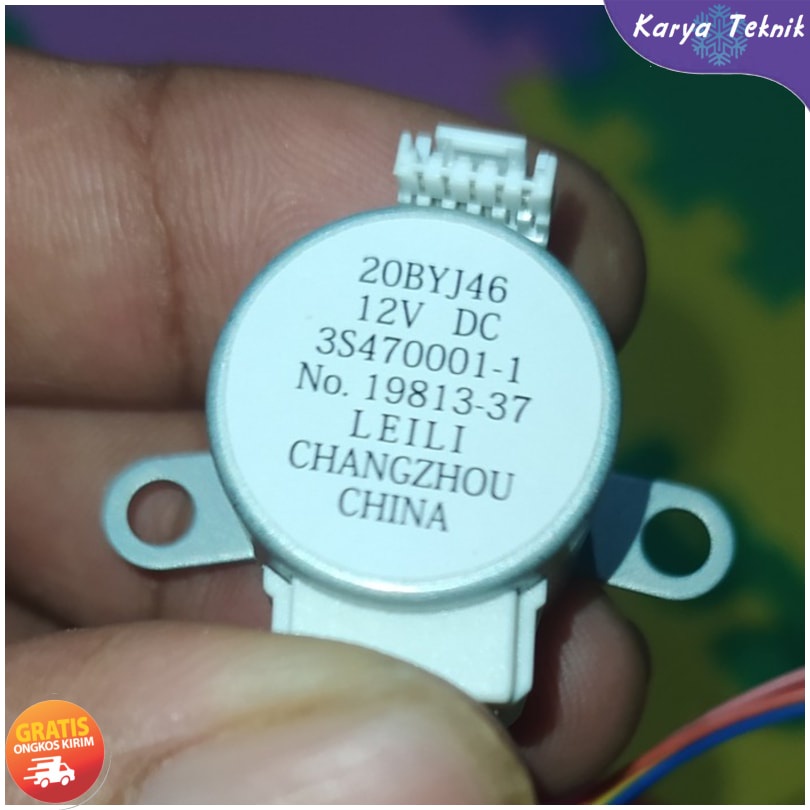 Karya Teknik
20BYJ46
12V DC
3S470001-1
No. 19813-37
LEILI
CHANGZHOU
CHINA
GRATIS
ONGKOS KIRIM